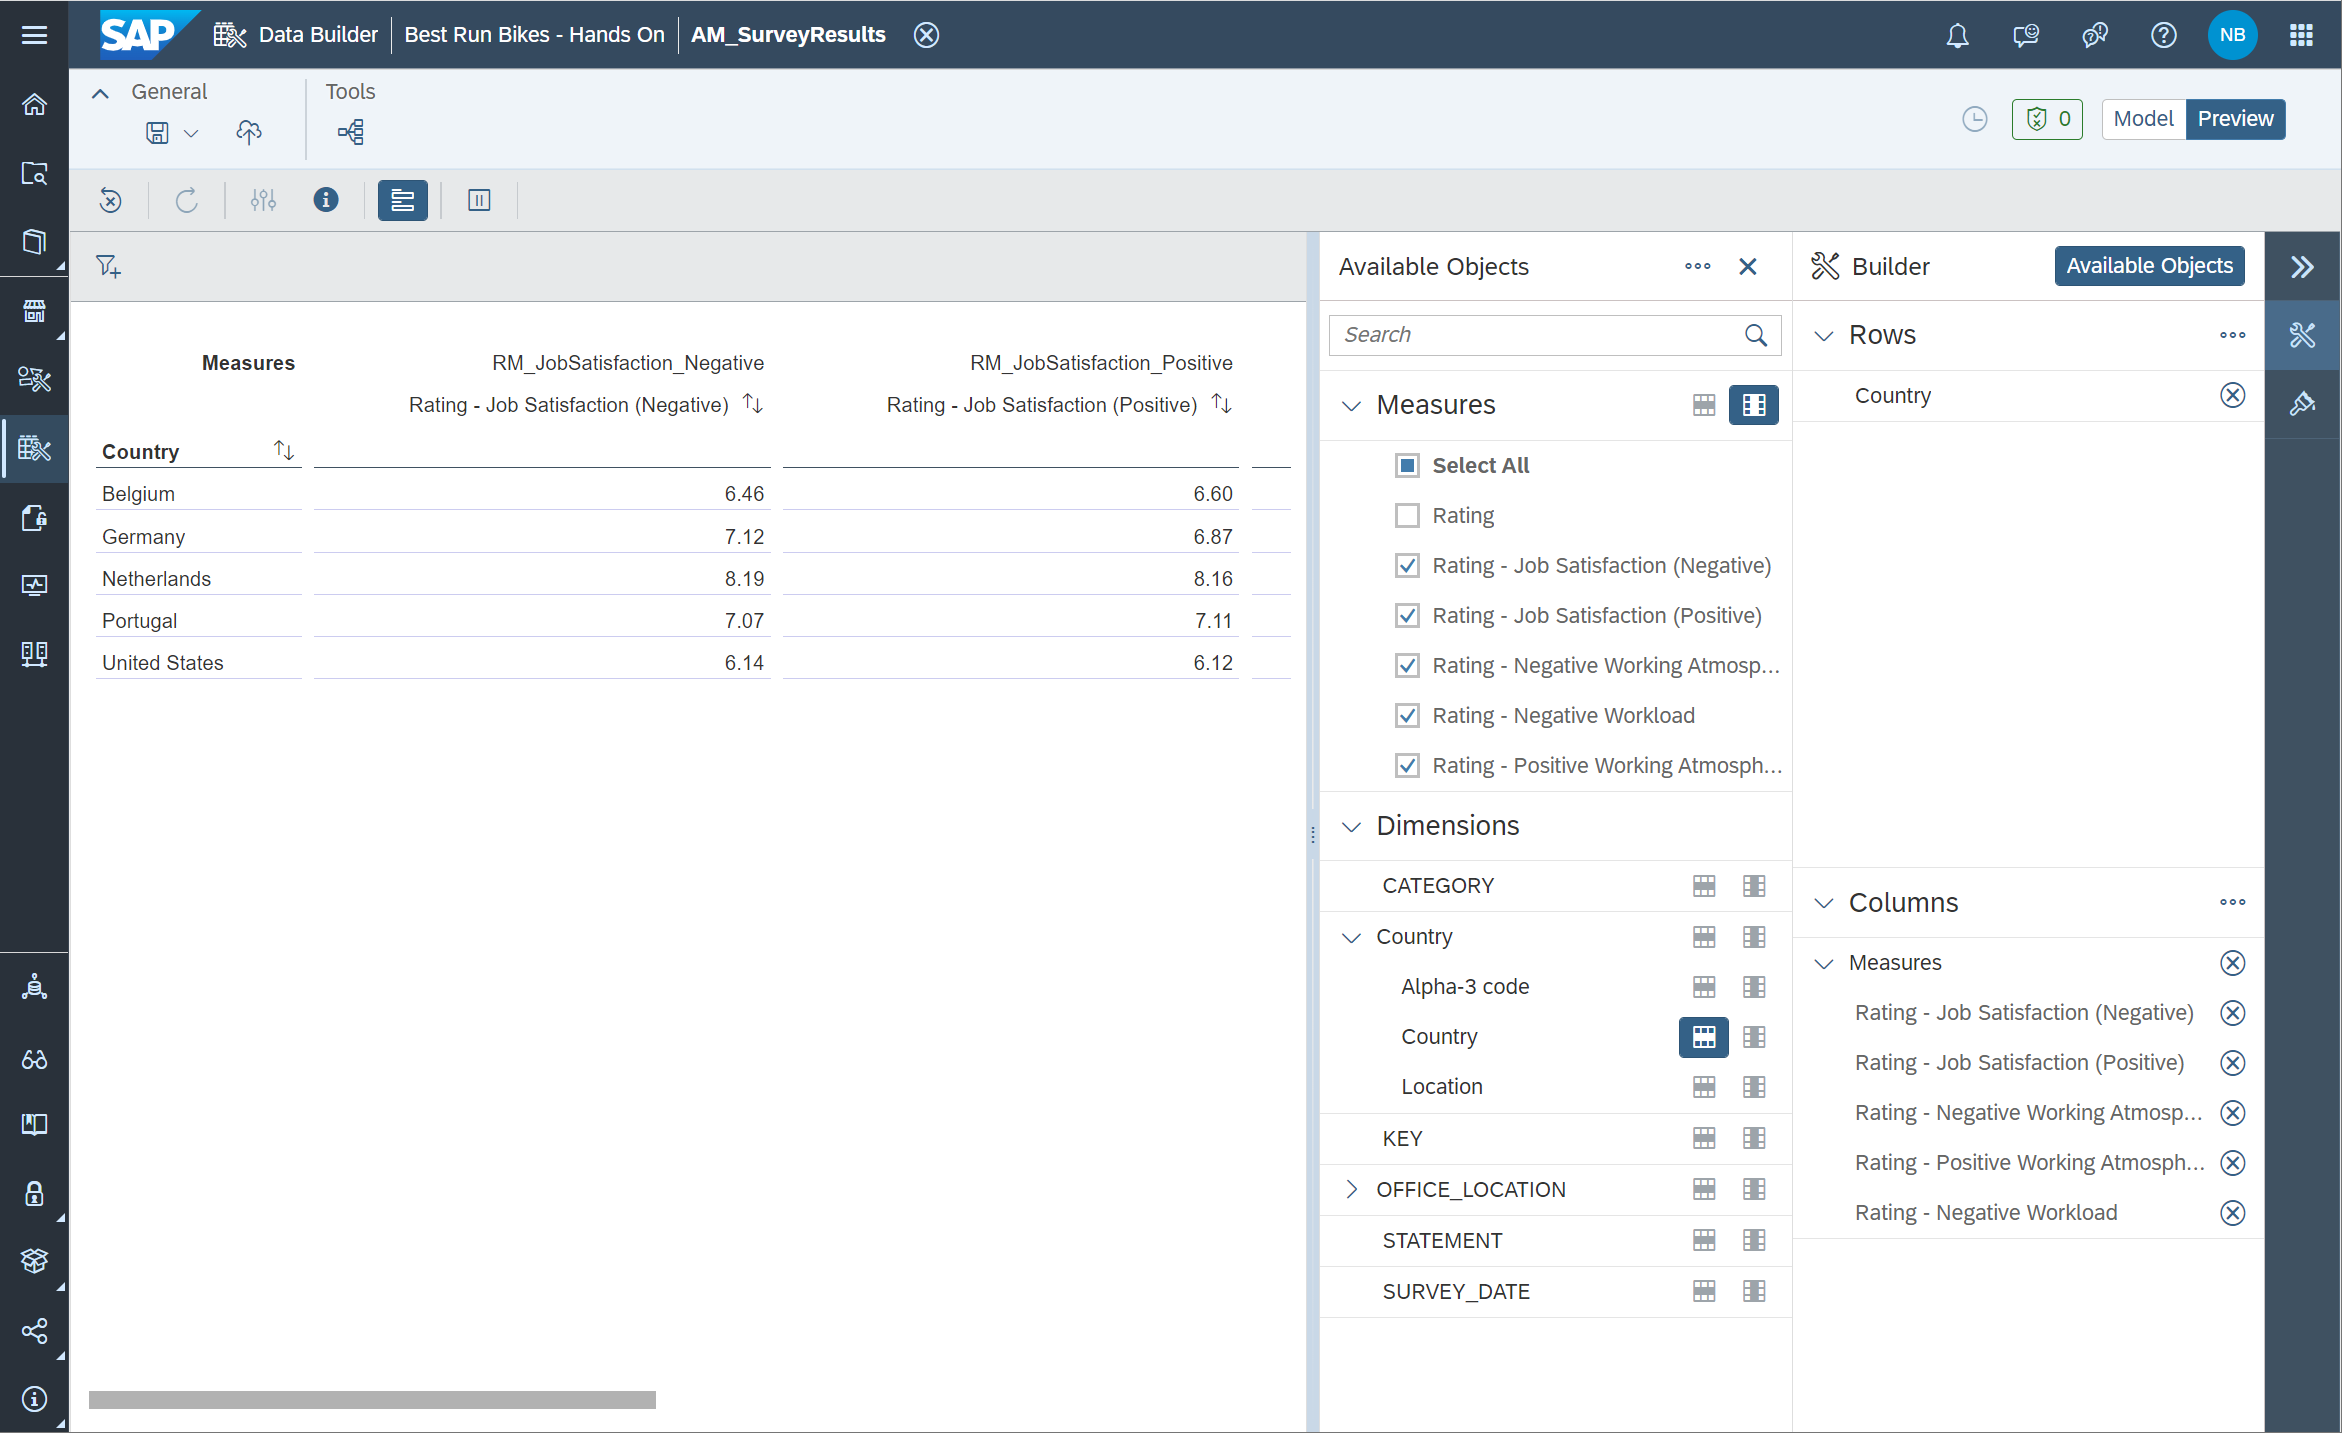 SAP Data Builder Best Run Bikes - Hands On AM_SurveyResults NB
General Tools
0 Model Preview
Available Objects
Search
Measures
Select All
Rating
Rating - Job Satisfaction (Negative)
Rating - Job Satisfaction (Positive)
Rating - Negative Working Atmosp...
Rating - Negative Workload
Rating - Positive Working Atmosph...
Dimensions
CATEGORY
Country
Alpha-3 code
Country
Location
KEY
OFFICE_LOCATION
STATEMENT
SURVEY_DATE
Builder Available Objects
Rows
Country
Columns
Measures
Rating - Job Satisfaction (Negative)
Rating - Job Satisfaction (Positive)
Rating - Negative Working Atmosp...
Rating - Positive Working Atmosph...
Rating - Negative Workload
Measures RM_JobSatisfaction_Negative RM_JobSatisfaction_Positive
Rating - Job Satisfaction (Negative) Rating - Job Satisfaction (Positive)
Country
Belgium 6.46 6.60
Germany 7.12 6.87
Netherlands 8.19 8.16
Portugal 7.07 7.11
United States 6.14 6.12